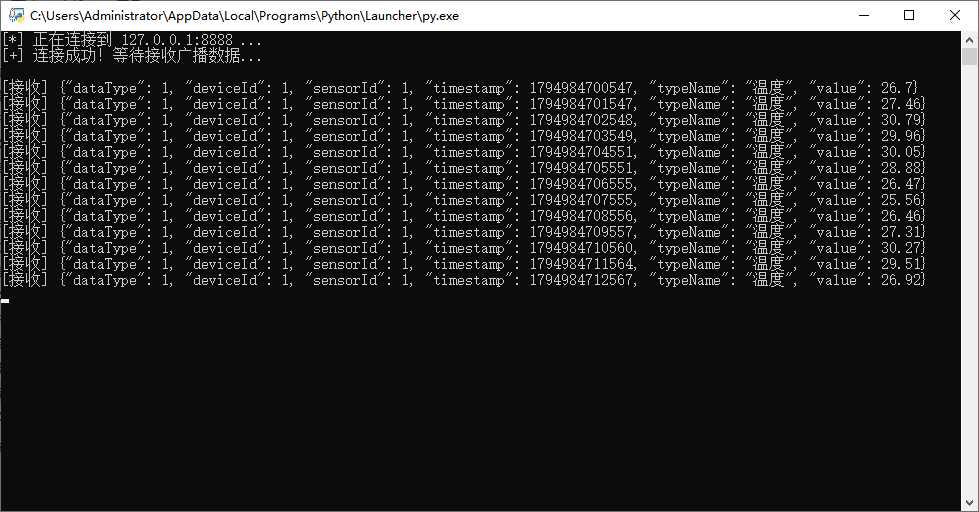 C:\Users\Administrator\AppData\Local\Programs\Python\Launcher\py.exe
[*] 正在连接到 127.0.0.1:8888 ...
[+] 连接成功! 等待接收广播数据...
[接收] {"dataType": 1, "deviceId": 1, "sensorId": 1, "timestamp": 1794984700547, "typeName": "温度", "value": 26.7}
[接收] {"dataType": 1, "deviceId": 1, "sensorId": 1, "timestamp": 1794984701547, "typeName": "温度", "value": 27.46}
[接收] {"dataType": 1, "deviceId": 1, "sensorId": 1, "timestamp": 1794984702548, "typeName": "温度", "value": 30.79}
[接收] {"dataType": 1, "deviceId": 1, "sensorId": 1, "timestamp": 1794984703549, "typeName": "温度", "value": 29.96}
[接收] {"dataType": 1, "deviceId": 1, "sensorId": 1, "timestamp": 1794984704551, "typeName": "温度", "value": 30.05}
[接收] {"dataType": 1, "deviceId": 1, "sensorId": 1, "timestamp": 1794984705551, "typeName": "温度", "value": 28.88}
[接收] {"dataType": 1, "deviceId": 1, "sensorId": 1, "timestamp": 1794984706555, "typeName": "温度", "value": 26.47}
[接收] {"dataType": 1, "deviceId": 1, "sensorId": 1, "timestamp": 1794984707555, "typeName": "温度", "value": 25.56}
[接收] {"dataType": 1, "deviceId": 1, "sensorId": 1, "timestamp": 1794984708556, "typeName": "温度", "value": 26.46}
[接收] {"dataType": 1, "deviceId": 1, "sensorId": 1, "timestamp": 1794984709557, "typeName": "温度", "value": 27.31}
[接收] {"dataType": 1, "deviceId": 1, "sensorId": 1, "timestamp": 1794984710560, "typeName": "温度", "value": 30.27}
[接收] {"dataType": 1, "deviceId": 1, "sensorId": 1, "timestamp": 1794984711564, "typeName": "温度", "value": 29.51}
[接收] {"dataType": 1, "deviceId": 1, "sensorId": 1, "timestamp": 1794984712567, "typeName": "温度", "value": 26.92}